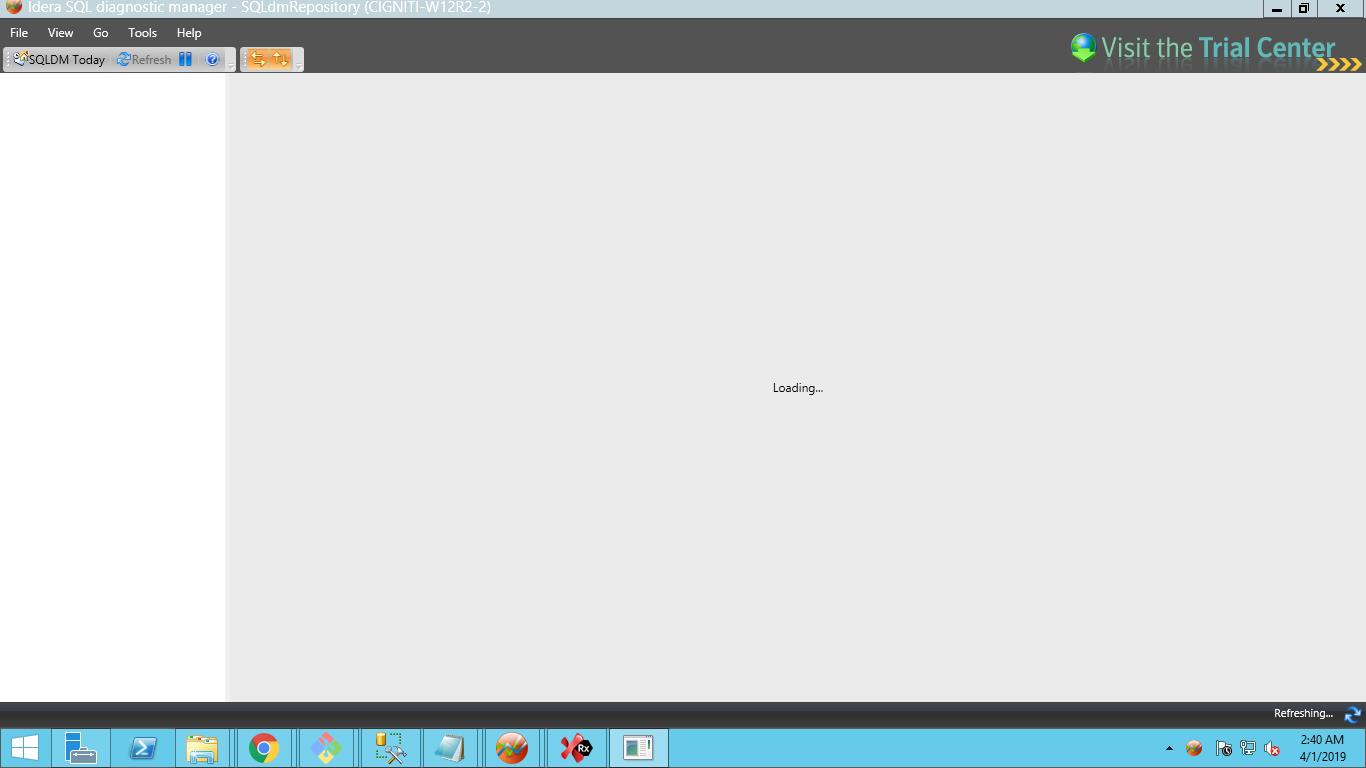 Idera SQL diagnostic manager - SQLdmRepository (CIGNITI-W12R2-2)
File View Go Tools Help
Visit the Trial Center
SQLDM Today Refresh
Loading...
Refreshing...
Rx
2:40 AM
4/1/2019